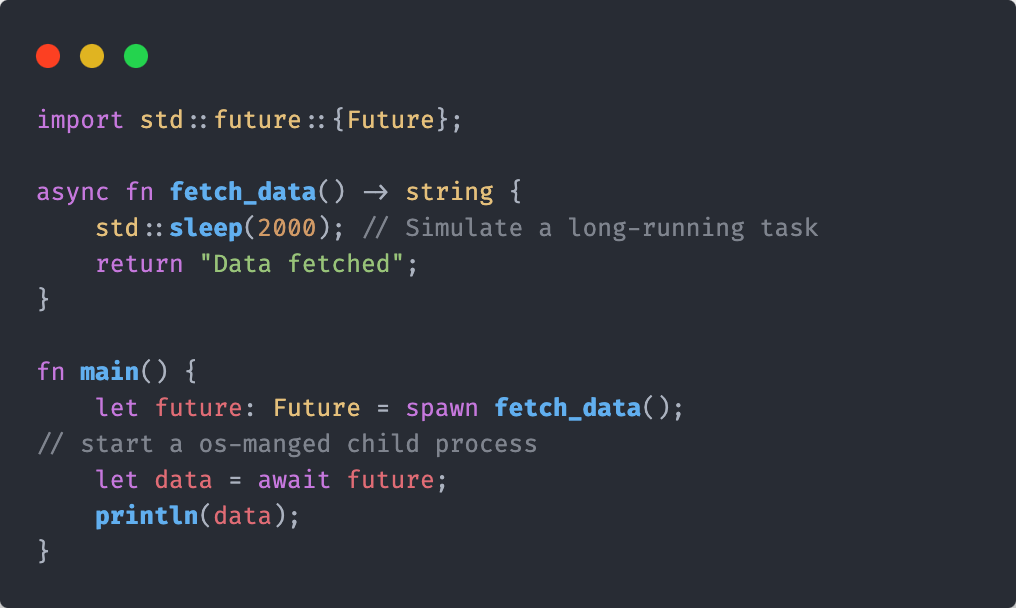 import std::future::{Future};

async fn fetch_data() -> string {
    std::sleep(2000); // Simulate a long-running task
    return "Data fetched";
}

fn main() {
    let future: Future = spawn fetch_data();
// start a os-manged child process
    let data = await future;
    println(data);
}